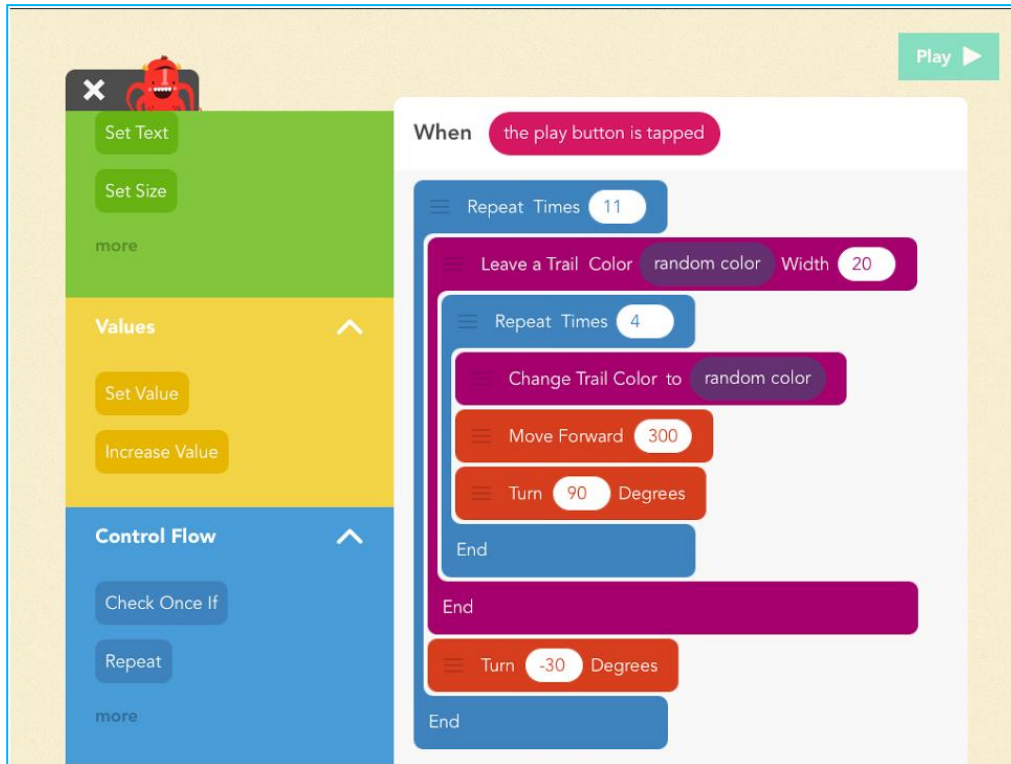 Play
Set Text
Set Size
more
Values
Set Value
Increase Value
Control Flow
Check Once If
Repeat
more
When the play button is tapped
Repeat Times 11
Leave a Trail Color random color Width 20
Repeat Times 4
Change Trail Color to random color
Move Forward 300
Turn 90 Degrees
End
End
Turn -30 Degrees
End